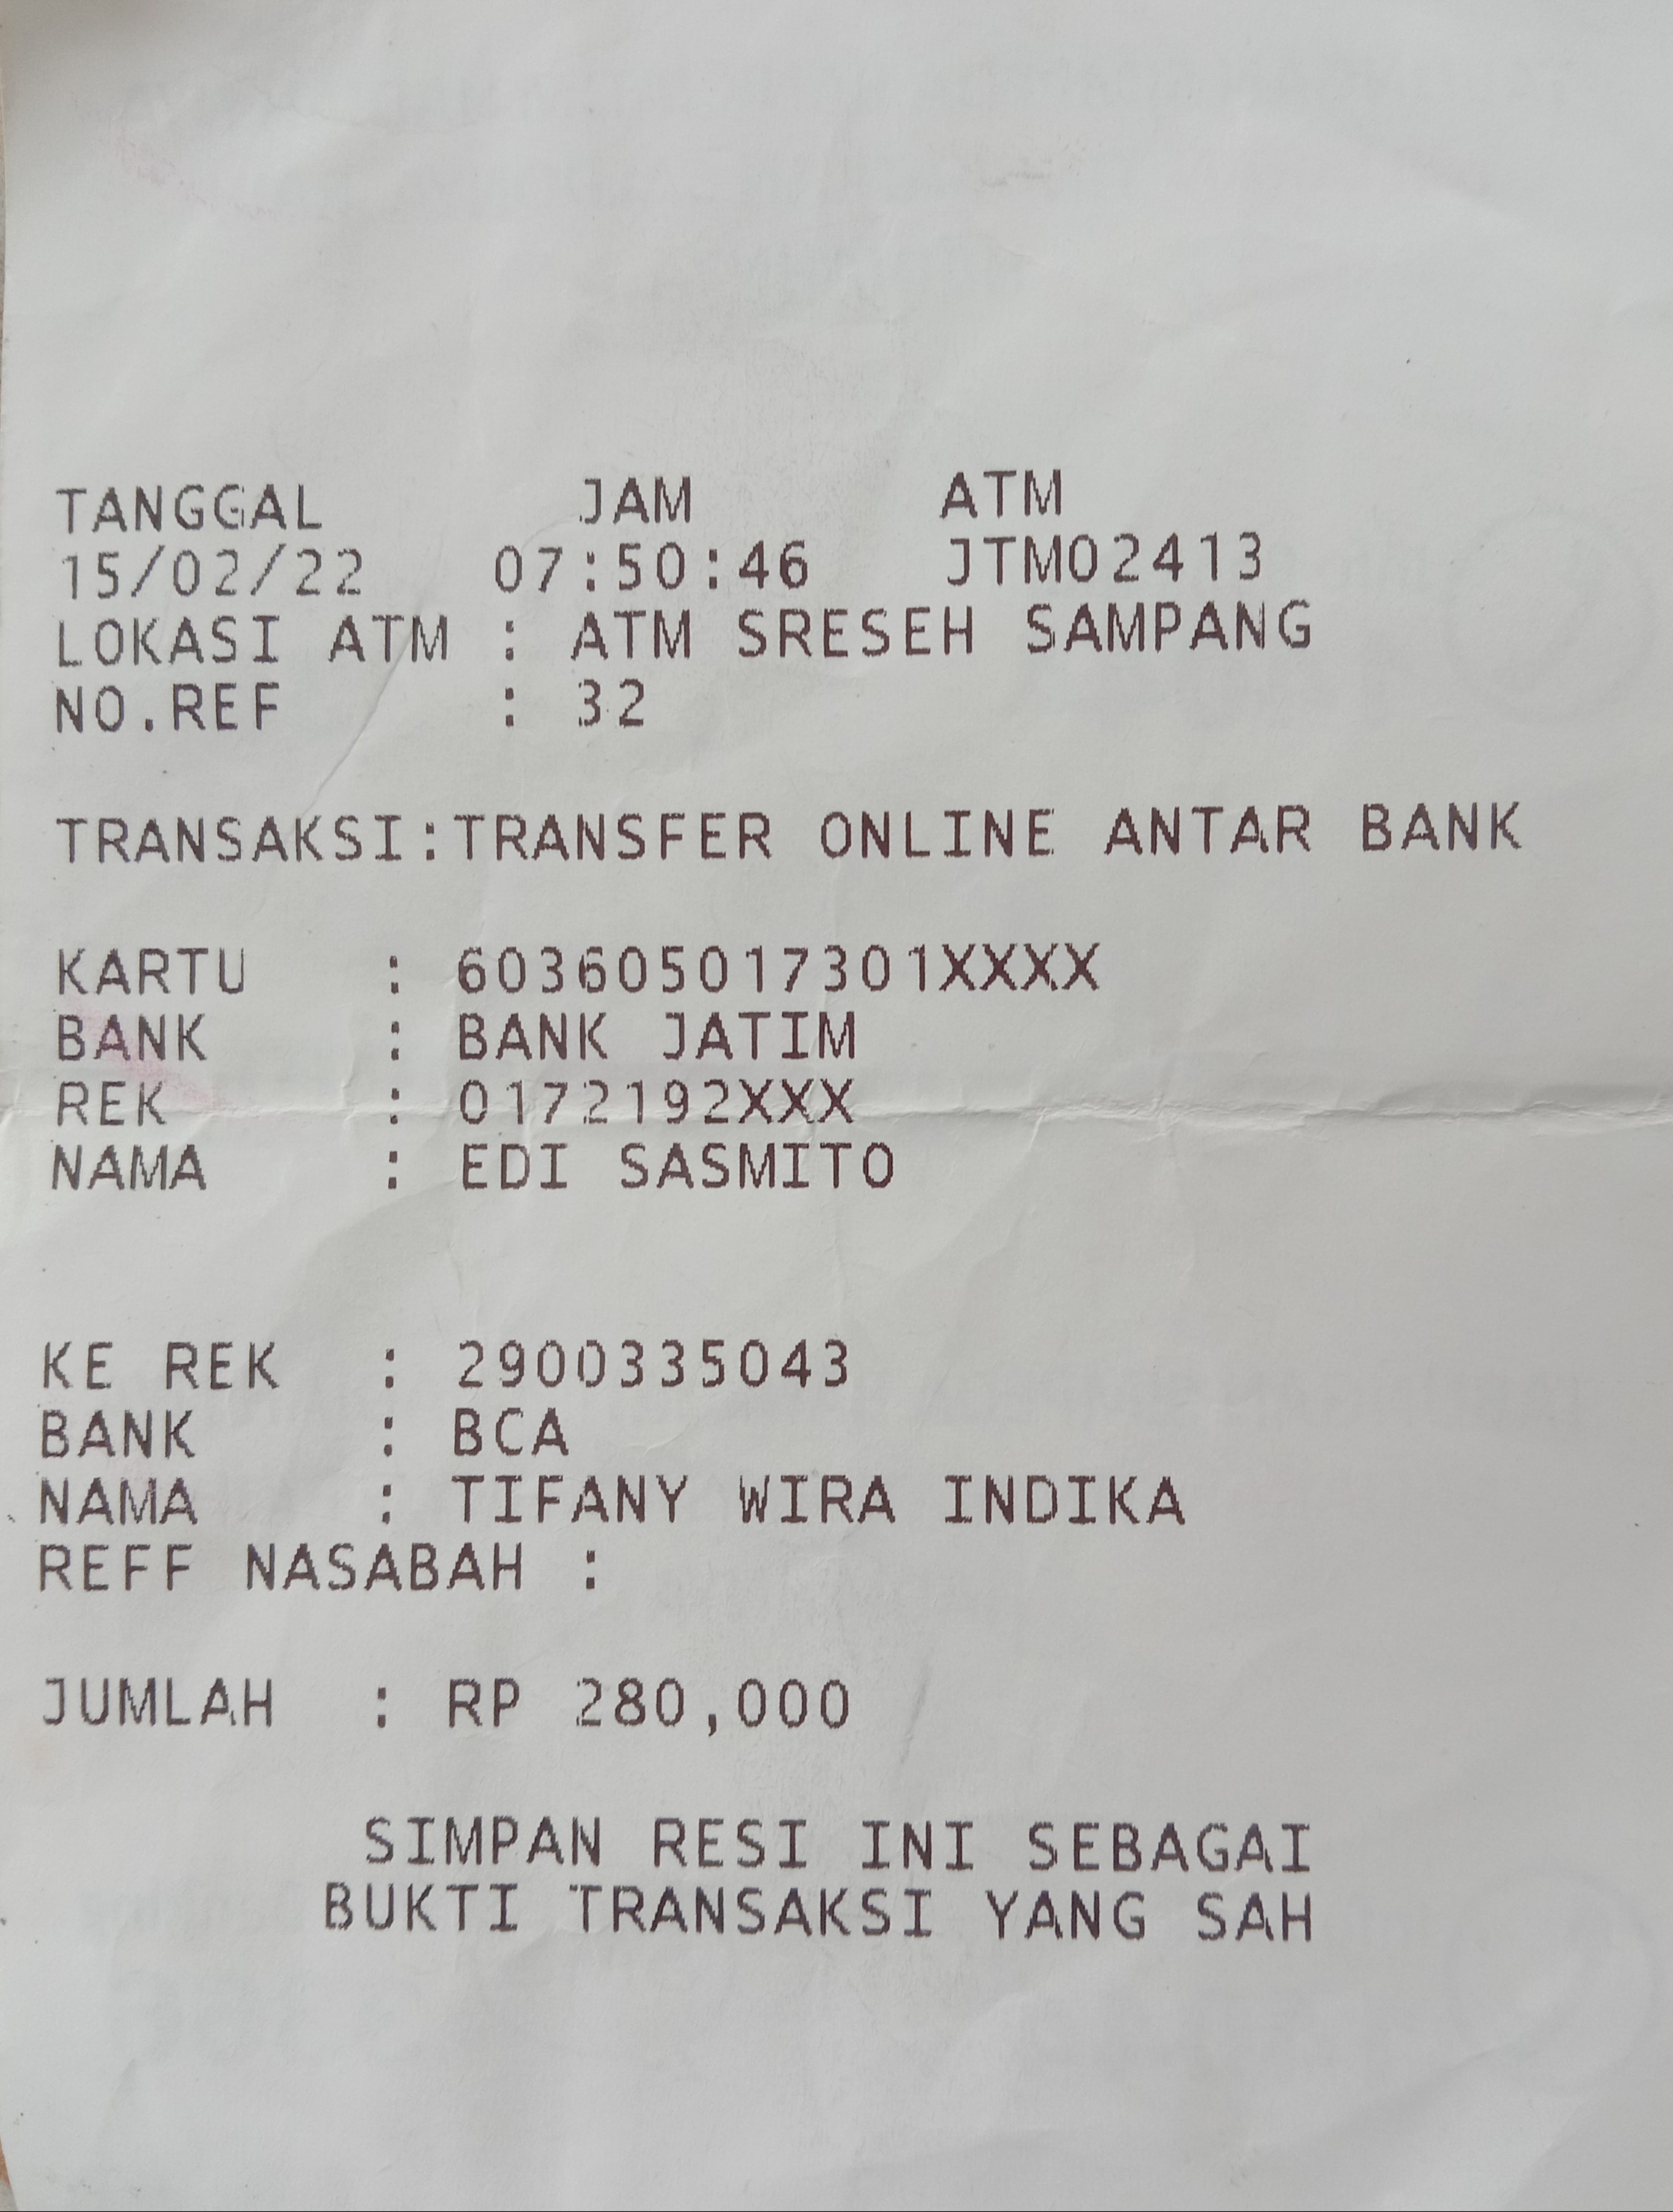 TANGGAL JAM ATM
15/02/22 07:50:46 JTM02413
LOKASI ATM : ATM SRESEH SAMPANG
NO.REF : 32
TRANSAKSI:TRANSFER ONLINE ANTAR BANK
KARTU : 603605017301XXXX
BANK : BANK JATIM
REK : 0172192XXX
NAMA : EDI SASMITO
KE REK : 2900335043
BANK : BCA
NAMA : TIFANY WIRA INDIKA
REFF NASABAH :
JUMLAH : RP 280,000
SIMPAN RESI INI SEBAGAI
BUKTI TRANSAKSI YANG SAH